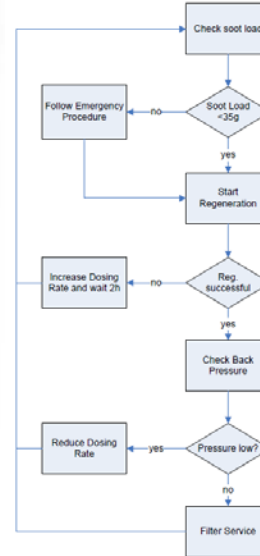 Check soot load
Follow Emergency
Procedure
no
Soot Load
<35g
yes
Start
Regeneration
Increase Dosing
Rate and wait 2h
no
Reg.
successful
yes
Check Back
Pressure
Reduce Dosing
Rate
yes
Pressure low?
no
Filter Service